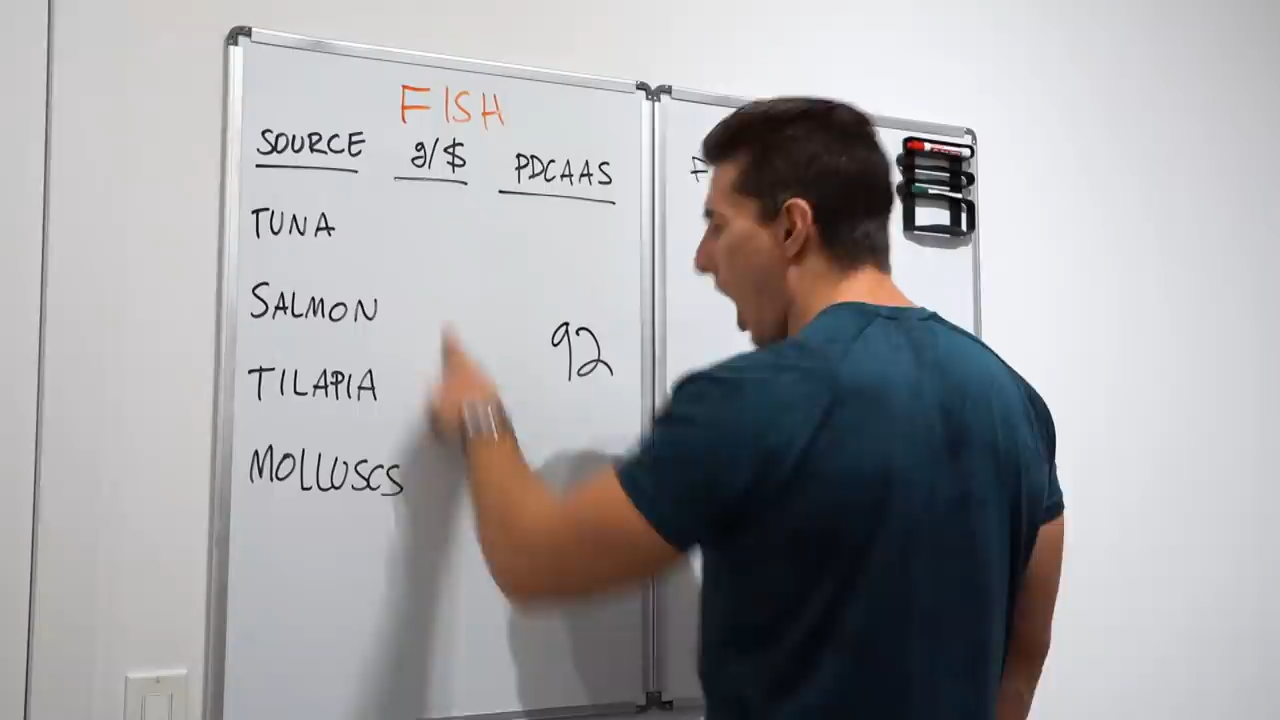 FISH
SOURCE g/$ PDCAAS
TUNA
SALMON
92
TILAPIA
MOLLUSCS